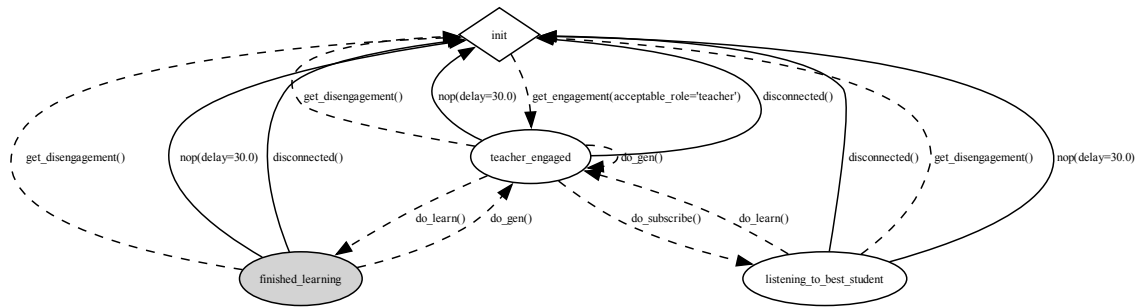 init
get_disengagement()
nop(delay=30.0)
get_engagement(acceptable_role='teacher')
disconnected()
get_disengagement()
nop(delay=30.0)
disconnected()
teacher_engaged
do_gen()
disconnected()
get_disengagement()
nop(delay=30.0)
do_learn()
do_gen()
do_subscribe()
do_learn()
finished_learning
listening_to_best_student